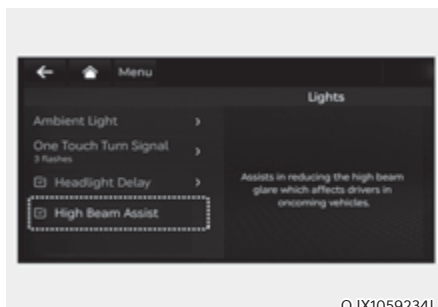 Menu
Lights
Ambient Light
One Touch Turn Signal
3 flashes
Headlight Delay
High Beam Assist
Assists in reducing the high beam
glare which affects drivers in
oncoming vehicles.
OJX1059234L